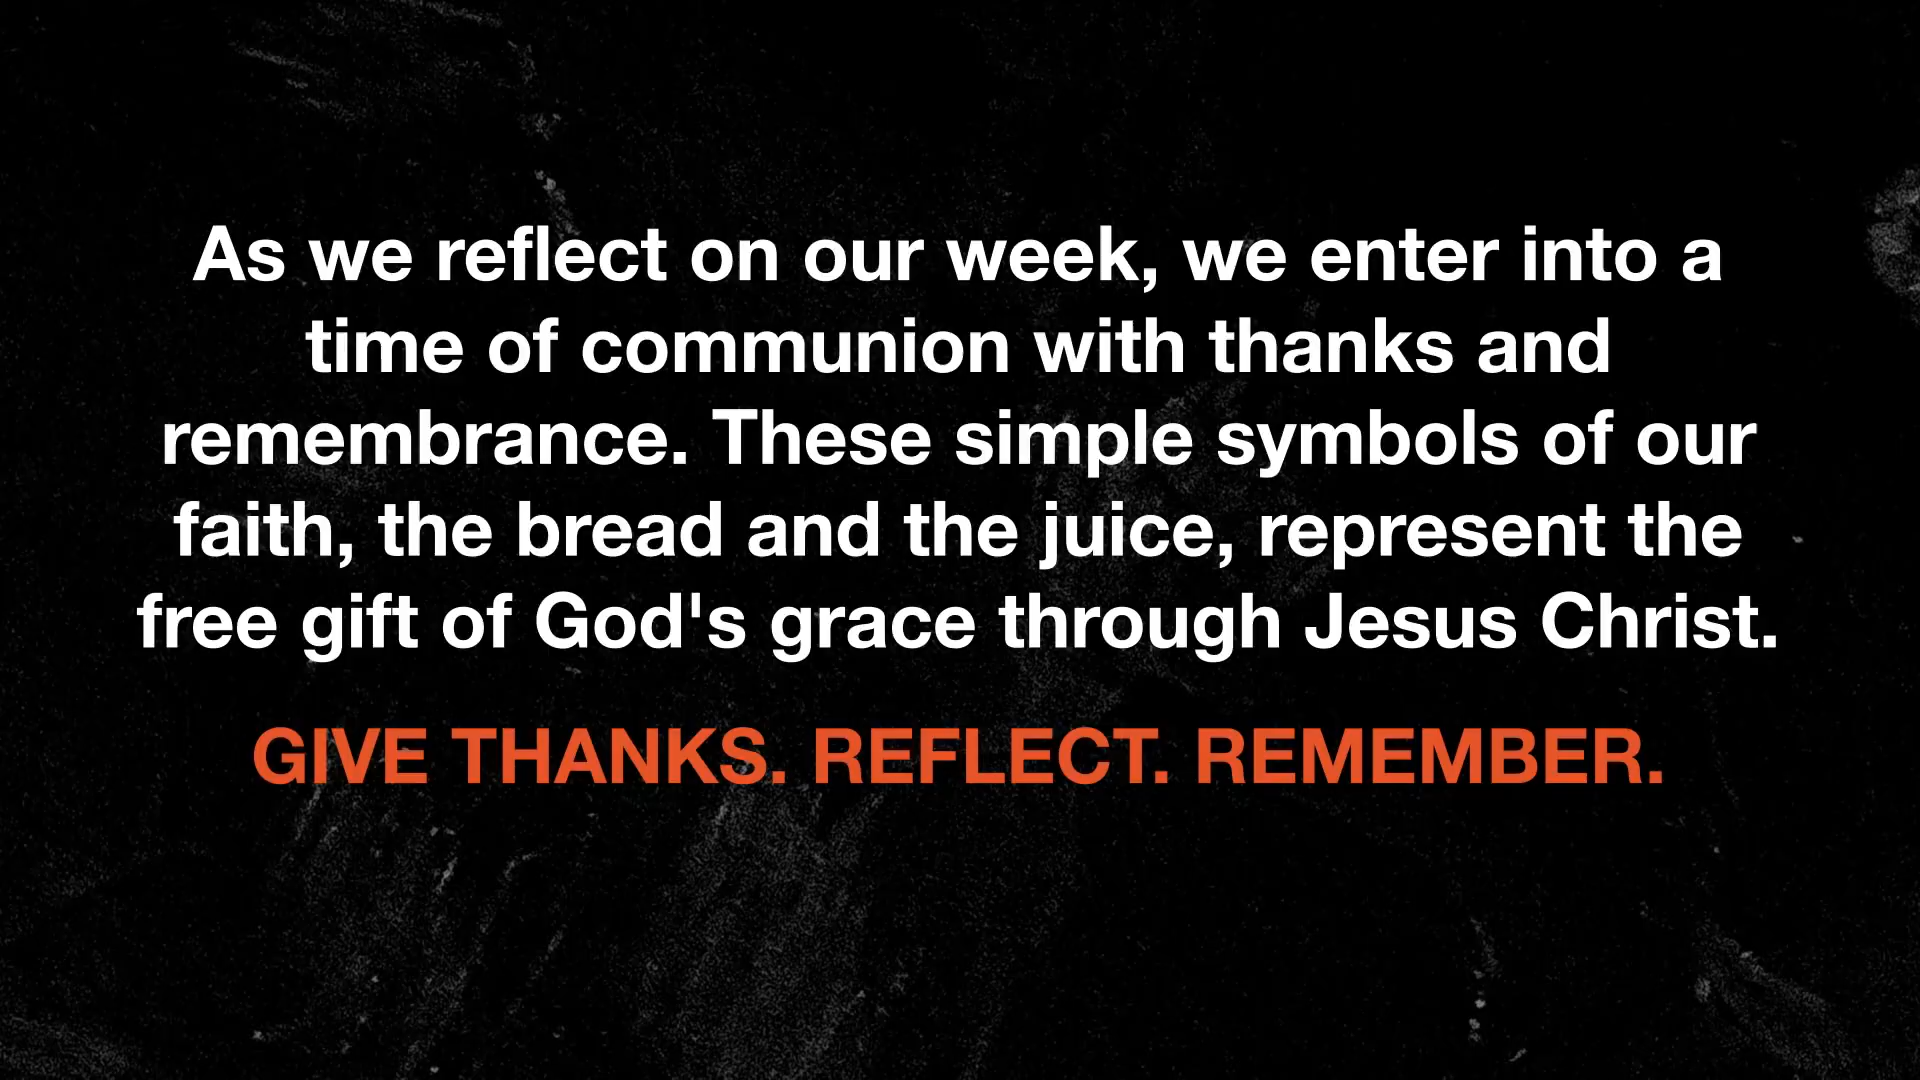 As we reflect on our week, we enter into a
time of communion with thanks and
remembrance. These simple symbols of our
faith, the bread and the juice, represent the
free gift of God's grace through Jesus Christ.
GIVE THANKS. REFLECT. REMEMBER.